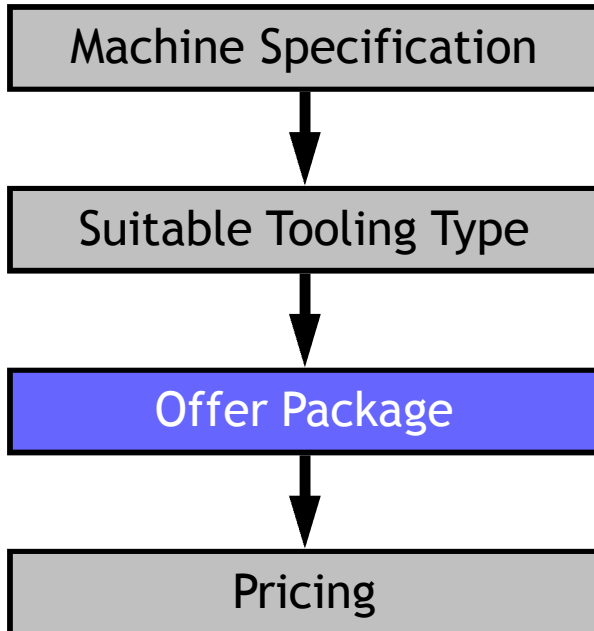 Machine Specification
Suitable Tooling Type
Offer Package
Pricing